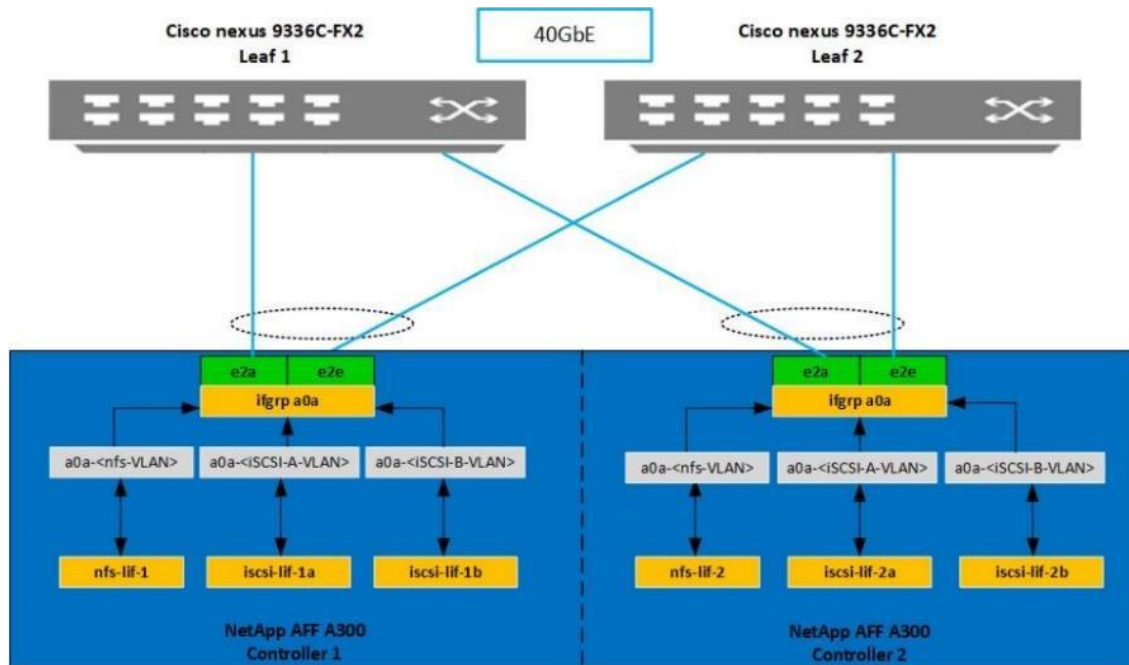 Cisco nexus 9336C-FX2
Leaf 1
40GbE
Cisco nexus 9336C-FX2
Leaf 2
e2a
e2e
ifgrp a0a
a0a-<nfs-VLAN>
a0a-<iSCSI-A-VLAN>
a0a-<iSCSI-B-VLAN>
nfs-lif-1
iscsi-lif-1a
iscsi-lif-1b
NetApp AFF A300
Controller 1
e2a
e2e
ifgrp a0a
a0a-<nfs-VLAN>
a0a-<iSCSI-A-VLAN>
a0a-<iSCSI-B-VLAN>
nfs-lif-2
iscsi-lif-2a
iscsi-lif-2b
NetApp AFF A300
Controller 2